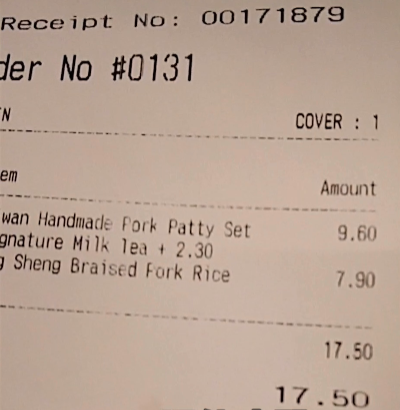 Receipt No: 00171879
der No #0131
N
COVER : 1
em Amount
wan Handmade Pork Patty Set 9.60
gnature Milk Tea + 2.30
g Sheng Braised Pork Rice 7.90
17.50
17.50